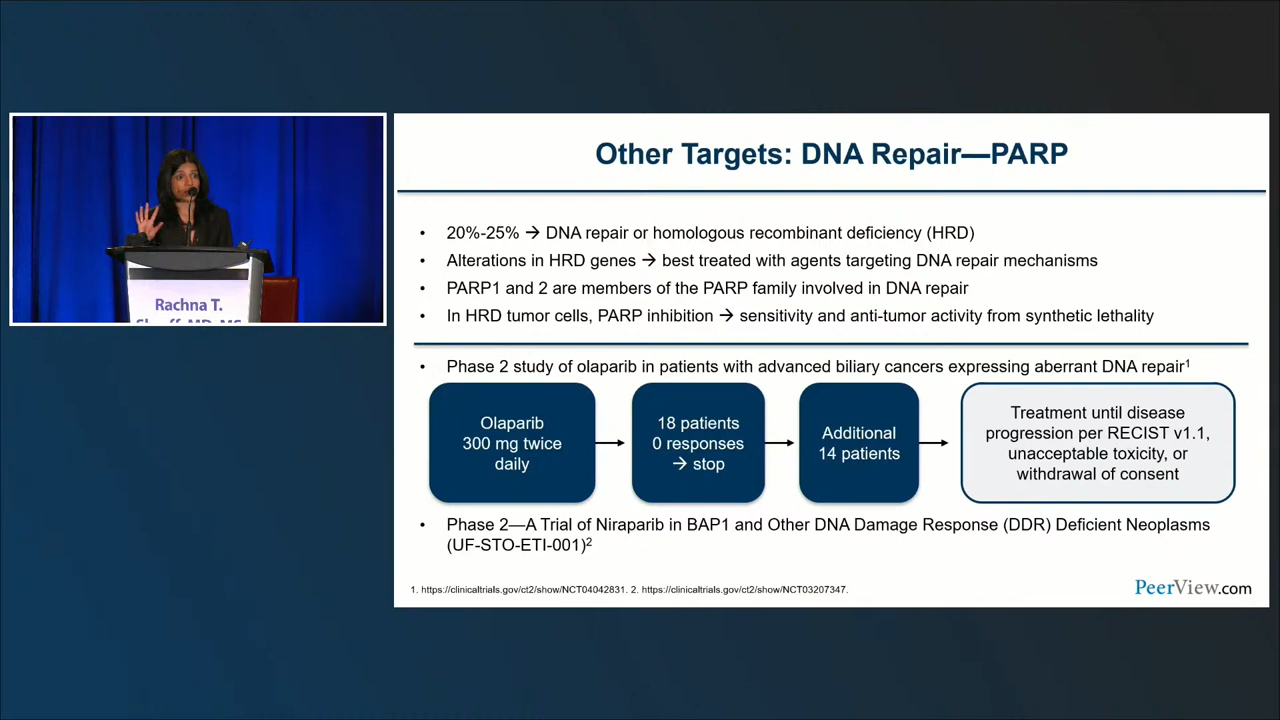 Other Targets: DNA Repair—PARP
• 20%-25% → DNA repair or homologous recombinant deficiency (HRD)
• Alterations in HRD genes → best treated with agents targeting DNA repair mechanisms
• PARP1 and 2 are members of the PARP family involved in DNA repair
• In HRD tumor cells, PARP inhibition → sensitivity and anti-tumor activity from synthetic lethality
• Phase 2 study of olaparib in patients with advanced biliary cancers expressing aberrant DNA repair¹
Olaparib
300 mg twice
daily
18 patients
0 responses
→ stop
Additional
14 patients
Treatment until disease
progression per RECIST v1.1,
unacceptable toxicity, or
withdrawal of consent
• Phase 2—A Trial of Niraparib in BAP1 and Other DNA Damage Response (DDR) Deficient Neoplasms
(UF-STO-ETI-001)²
1. https://clinicaltrials.gov/ct2/show/NCT04042831. 2. https://clinicaltrials.gov/ct2/show/NCT03207347.
PeerView.com
Rachna T.